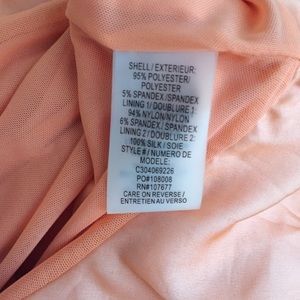 SHELL / EXTERIEUR:
95% POLYESTER/
POLYESTER
5% SPANDEX/SPANDEX
LINING 1/ DOUBLURE 1:
94% NYLON/NYLON
6% SPANDEX / SPANDEX
LINING 2 / DOUBLURE 2:
100% SILK / SOIE
STYLE # / NUMERO DE
MODELE:
C304069226
PO#108008
RN#107677
CARE ON REVERSE /
ENTRETIEN AU VERSO